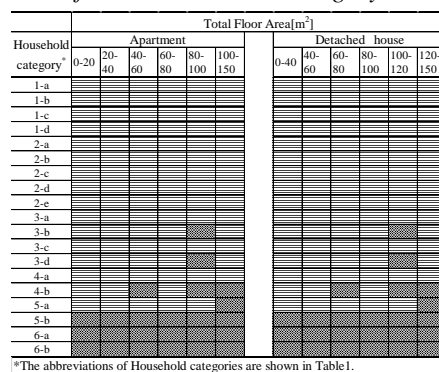 Total Floor Area[m²]
Household category* Apartment Detached house
0-20 20-40 40-60 60-80 80-100 100-150 0-40 40-60 60-80 80-100 100-120 120-150
1-a
1-b
1-c
1-d
2-a
2-b
2-c
2-d
2-e
3-a
3-b
3-c
3-d
4-a
4-b
5-a
5-b
6-a
6-b
*The abbreviations of Household categories are shown in Table1.